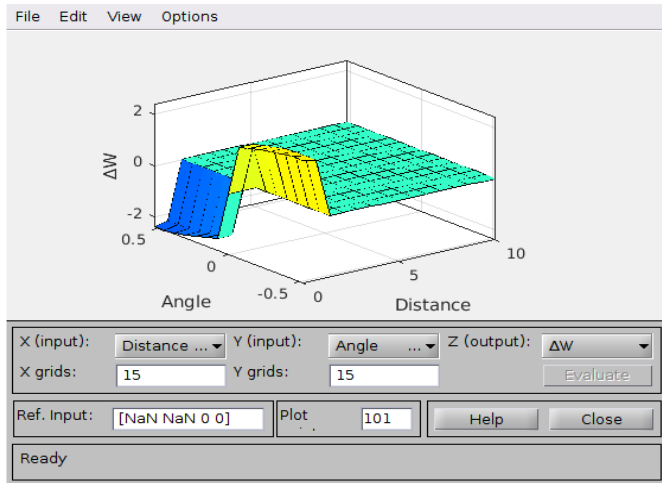 File Edit View Options
2
0
-2
ΔW
0.5
0
-0.5
Angle
0
5
10
Distance
X (input): Distance ... Y (input): Angle ... Z (output): ΔW
X grids: 15 Y grids: 15 Evaluate
Ref. Input: [NaN NaN 0 0] Plot 101 Help Close
Ready